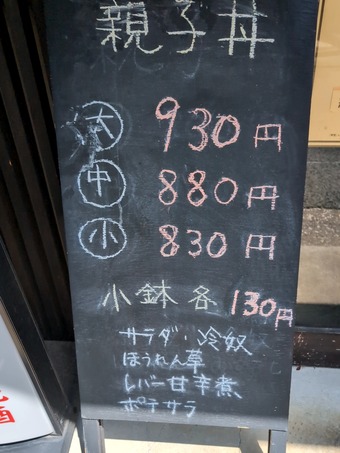 親子丼
大 930円
中 880円
小 830円
小鉢 各 130円
サラダ・冷奴
ほうれん草
レバー甘辛煮
ポテサラ
酒